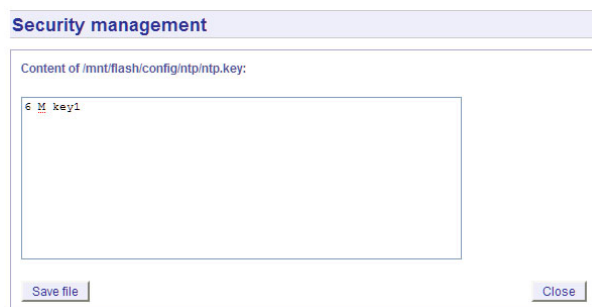 Security management
Content of /mnt/flash/config/ntp/ntp.key:
6 M key1
Save file
Close